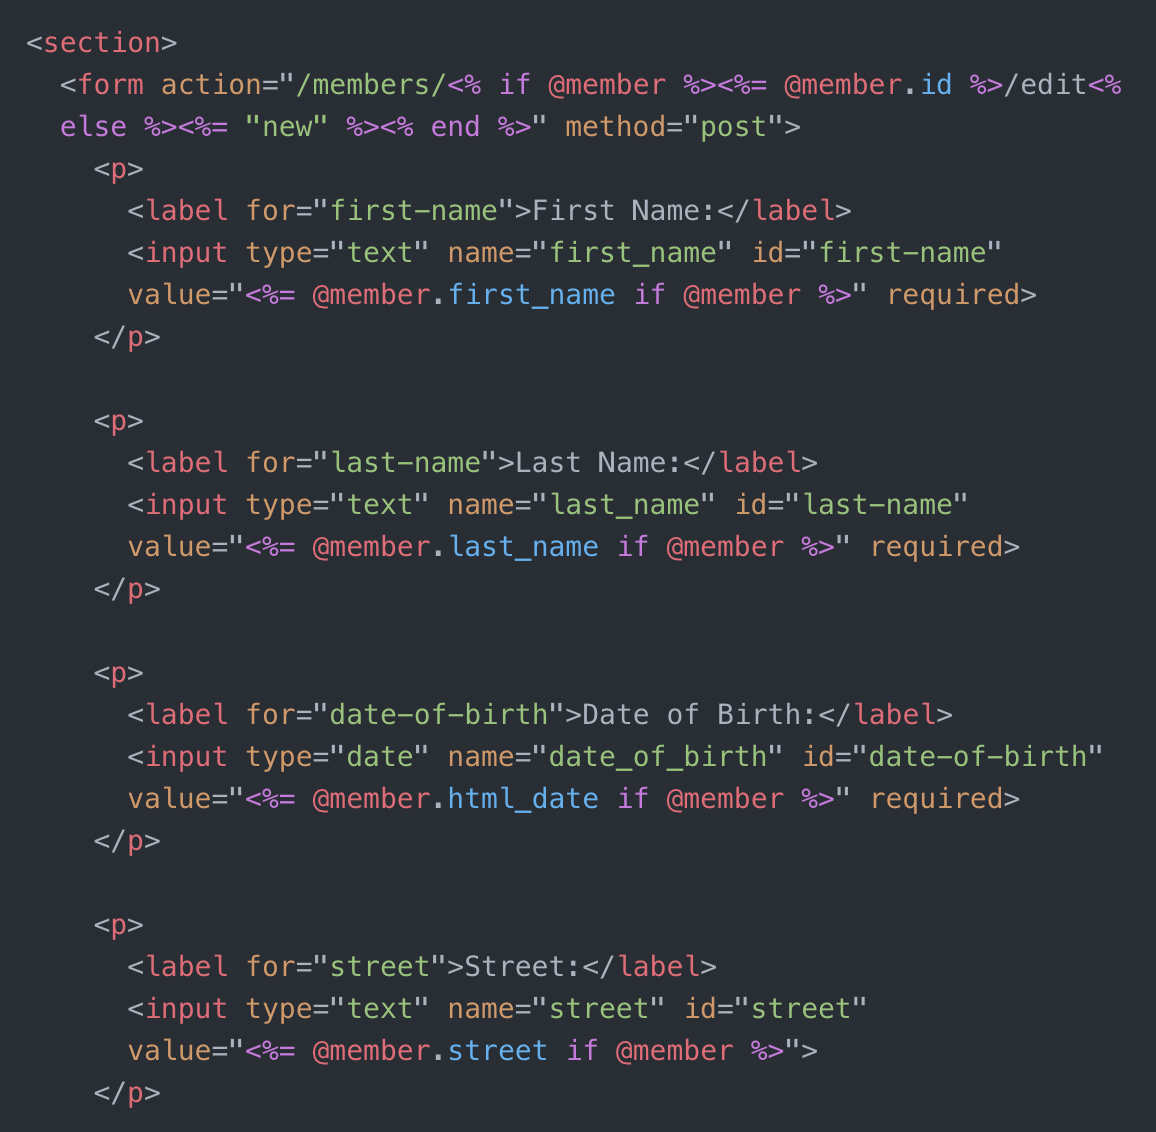 <section>
  <form action="/members/<% if @member %><%= @member.id %>/edit<%
  else %><%= "new" %><% end %>" method="post">
    <p>
      <label for="first-name">First Name:</label>
      <input type="text" name="first_name" id="first-name"
      value="<%= @member.first_name if @member %>" required>
    </p>

    <p>
      <label for="last-name">Last Name:</label>
      <input type="text" name="last_name" id="last-name"
      value="<%= @member.last_name if @member %>" required>
    </p>

    <p>
      <label for="date-of-birth">Date of Birth:</label>
      <input type="date" name="date_of_birth" id="date-of-birth"
      value="<%= @member.html_date if @member %>" required>
    </p>

    <p>
      <label for="street">Street:</label>
      <input type="text" name="street" id="street"
      value="<%= @member.street if @member %>">
    </p>